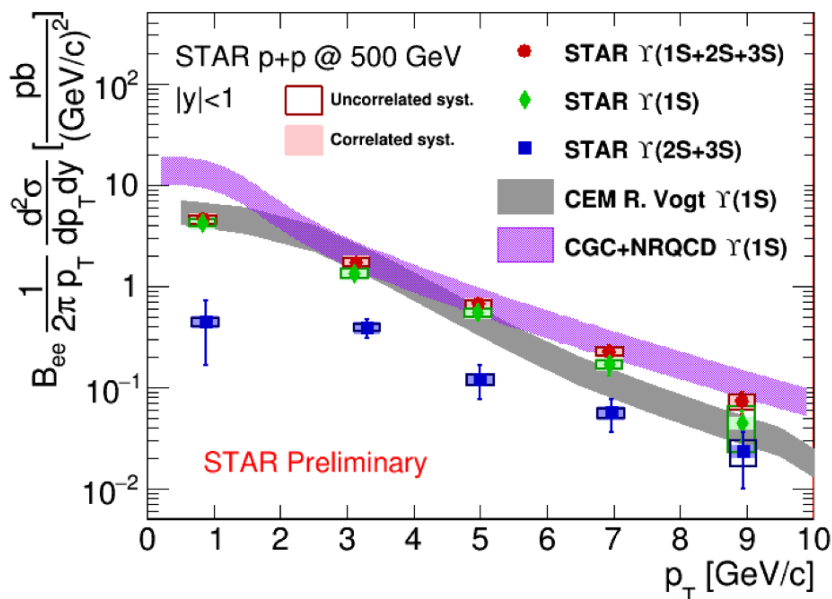 STAR p+p @ 500 GeV
|y|<1
Uncorrelated syst.
Correlated syst.
STAR ϒ(1S+2S+3S)
STAR ϒ(1S)
STAR ϒ(2S+3S)
CEM R. Vogt ϒ(1S)
CGC+NRQCD ϒ(1S)
STAR Preliminary
B_ee 1/(2π p_T) d²σ/(dp_T dy) [pb/(GeV/c)²]
10²
10
1
10⁻¹
10⁻²
0 1 2 3 4 5 6 7 8 9 10
p_T [GeV/c]